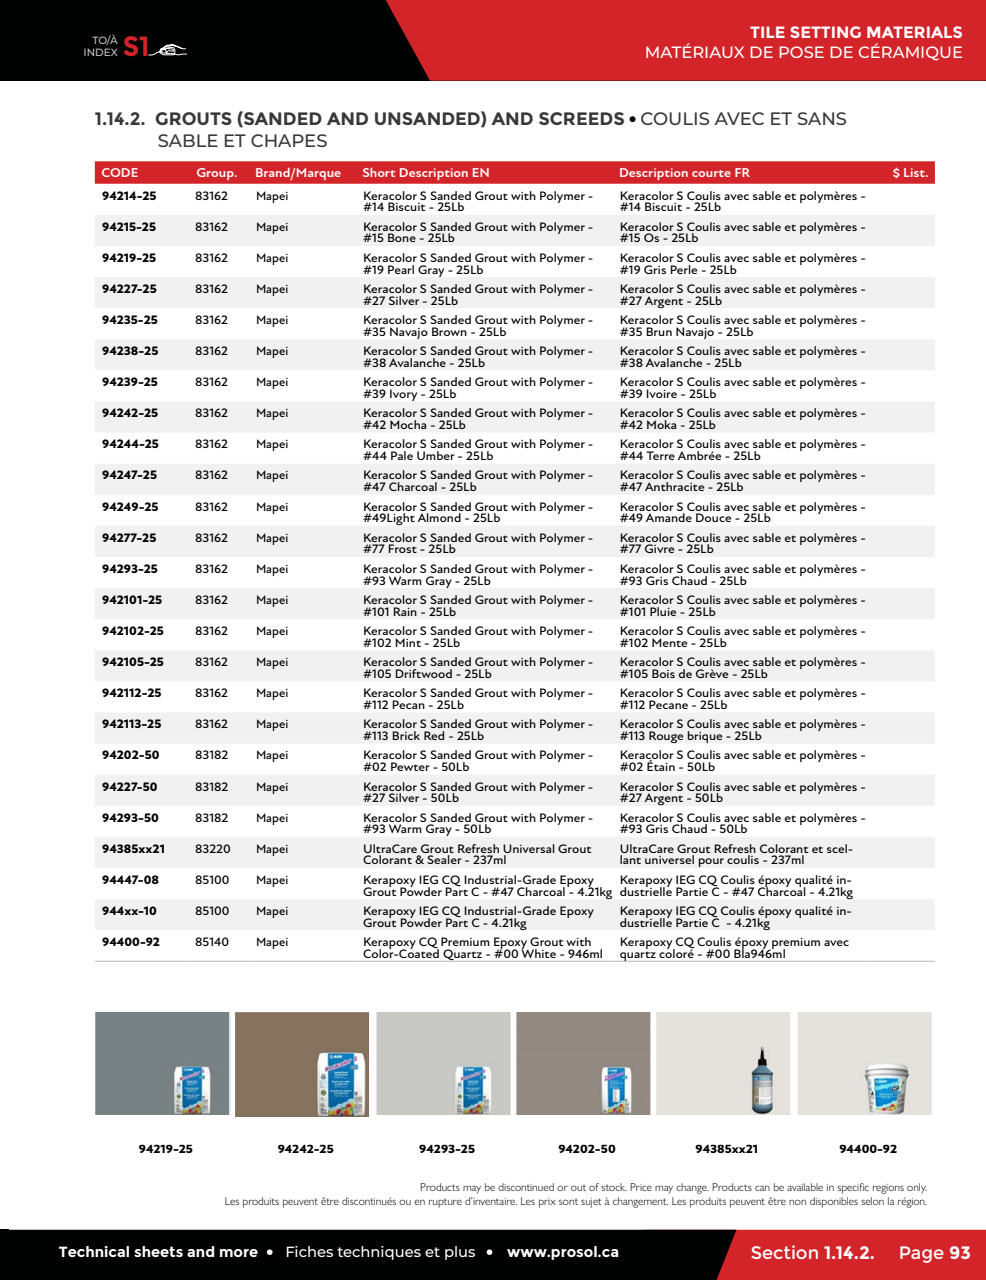 TO/À
INDEX S1
TILE SETTING MATERIALS
MATÉRIAUX DE POSE DE CÉRAMIQUE
1.14.2. GROUTS (SANDED AND UNSANDED) AND SCREEDS • COULIS AVEC ET SANS
SABLE ET CHAPES
CODE Group. Brand/Marque Short Description EN Description courte FR $ List.
94214-25 83162 Mapei Keracolor S Sanded Grout with Polymer - Keracolor S Coulis avec sable et polymères -
#14 Biscuit - 25Lb #14 Biscuit - 25Lb
94215-25 83162 Mapei Keracolor S Sanded Grout with Polymer - Keracolor S Coulis avec sable et polymères -
#15 Bone - 25Lb #15 Os - 25Lb
94219-25 83162 Mapei Keracolor S Sanded Grout with Polymer - Keracolor S Coulis avec sable et polymères -
#19 Pearl Gray - 25Lb #19 Gris Perle - 25Lb
94227-25 83162 Mapei Keracolor S Sanded Grout with Polymer - Keracolor S Coulis avec sable et polymères -
#27 Silver - 25Lb #27 Argent - 25Lb
94235-25 83162 Mapei Keracolor S Sanded Grout with Polymer - Keracolor S Coulis avec sable et polymères -
#35 Navajo Brown - 25Lb #35 Brun Navajo - 25Lb
94238-25 83162 Mapei Keracolor S Sanded Grout with Polymer - Keracolor S Coulis avec sable et polymères -
#38 Avalanche - 25Lb #38 Avalanche - 25Lb
94239-25 83162 Mapei Keracolor S Sanded Grout with Polymer - Keracolor S Coulis avec sable et polymères -
#39 Ivory - 25Lb #39 Ivoire - 25Lb
94242-25 83162 Mapei Keracolor S Sanded Grout with Polymer - Keracolor S Coulis avec sable et polymères -
#42 Mocha - 25Lb #42 Moka - 25Lb
94244-25 83162 Mapei Keracolor S Sanded Grout with Polymer - Keracolor S Coulis avec sable et polymères -
#44 Pale Umber - 25Lb #44 Terre Ambrée - 25Lb
94247-25 83162 Mapei Keracolor S Sanded Grout with Polymer - Keracolor S Coulis avec sable et polymères -
#47 Charcoal - 25Lb #47 Anthracite - 25Lb
94249-25 83162 Mapei Keracolor S Sanded Grout with Polymer - Keracolor S Coulis avec sable et polymères -
#49Light Almond - 25Lb #49 Amande Douce - 25Lb
94277-25 83162 Mapei Keracolor S Sanded Grout with Polymer - Keracolor S Coulis avec sable et polymères -
#77 Frost - 25Lb #77 Givre - 25Lb
94293-25 83162 Mapei Keracolor S Sanded Grout with Polymer - Keracolor S Coulis avec sable et polymères -
#93 Warm Gray - 25Lb #93 Gris Chaud - 25Lb
942101-25 83162 Mapei Keracolor S Sanded Grout with Polymer - Keracolor S Coulis avec sable et polymères -
#101 Rain - 25Lb #101 Pluie - 25Lb
942102-25 83162 Mapei Keracolor S Sanded Grout with Polymer - Keracolor S Coulis avec sable et polymères -
#102 Mint - 25Lb #102 Mente - 25Lb
942105-25 83162 Mapei Keracolor S Sanded Grout with Polymer - Keracolor S Coulis avec sable et polymères -
#105 Driftwood - 25Lb #105 Bois de Grève - 25Lb
942112-25 83162 Mapei Keracolor S Sanded Grout with Polymer - Keracolor S Coulis avec sable et polymères -
#112 Pecan - 25Lb #112 Pecane - 25Lb
942113-25 83162 Mapei Keracolor S Sanded Grout with Polymer - Keracolor S Coulis avec sable et polymères -
#113 Brick Red - 25Lb #113 Rouge brique - 25Lb
94202-50 83182 Mapei Keracolor S Sanded Grout with Polymer - Keracolor S Coulis avec sable et polymères -
#02 Pewter - 50Lb #02 Étain - 50Lb
94227-50 83182 Mapei Keracolor S Sanded Grout with Polymer - Keracolor S Coulis avec sable et polymères -
#27 Silver - 50Lb #27 Argent - 50Lb
94293-50 83182 Mapei Keracolor S Sanded Grout with Polymer - Keracolor S Coulis avec sable et polymères -
#93 Warm Gray - 50Lb #93 Gris Chaud - 50Lb
94385xx21 83220 Mapei UltraCare Grout Refresh Universal Grout UltraCare Grout Refresh Colorant et scel-
Colorant & Sealer - 237ml lant universel pour coulis - 237ml
94447-08 85100 Mapei Kerapoxy IEG CQ Industrial-Grade Epoxy Kerapoxy IEG CQ Coulis époxy qualité in-
Grout Powder Part C - #47 Charcoal - 4.21kg dustrielle Partie C - #47 Charcoal - 4.21kg
944xx-10 85100 Mapei Kerapoxy IEG CQ Industrial-Grade Epoxy Kerapoxy IEG CQ Coulis époxy qualité in-
Grout Powder Part C - 4.21kg dustrielle Partie C - 4.21kg
94400-92 85140 Mapei Kerapoxy CQ Premium Epoxy Grout with Kerapoxy CQ Coulis époxy premium avec
Color-Coated Quartz - #00 White - 946ml quartz coloré - #00 Bla946ml
94219-25 94242-25 94293-25 94202-50 94385xx21 94400-92
Products may be discontinued or out of stock. Price may change. Products can be available in specific regions only.
Les produits peuvent être discontinués ou en rupture d'inventaire. Les prix sont sujet à changement. Les produits peuvent être non disponibles selon la région.
Technical sheets and more • Fiches techniques et plus • www.prosol.ca
Section 1.14.2. Page 93